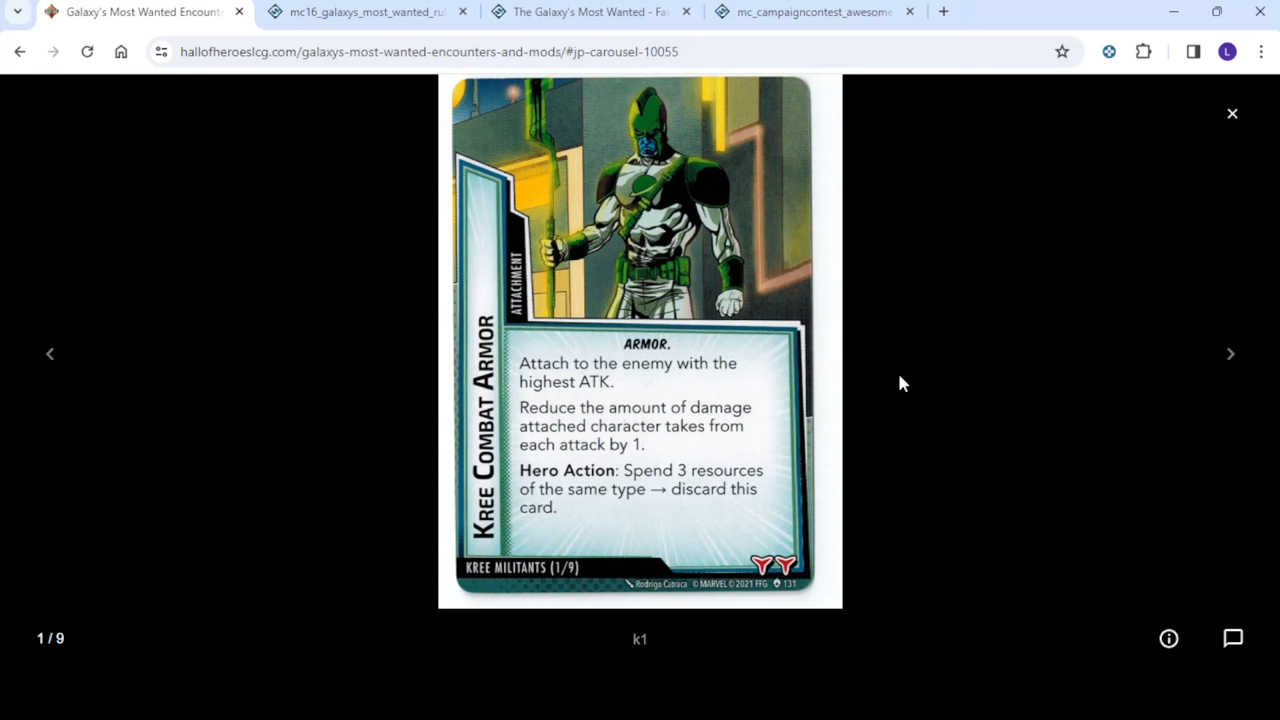 Galaxy's Most Wanted Encount
mc16_galaxys_most_wanted_ru
The Galaxy's Most Wanted - Fa
mc_campaigncontest_awesome
hallofheroeslcg.com/galaxys-most-wanted-encounters-and-mods/#jp-carousel-10055
L
ATTACHMENT
KREE COMBAT ARMOR
ARMOR.
Attach to the enemy with the
highest ATK.
Reduce the amount of damage
attached character takes from
each attack by 1.
Hero Action: Spend 3 resources
of the same type → discard this
card.
KREE MILITANTS (1/9)
Rodrigo Catraca © MARVEL © 2021 FFG 131
1 / 9
k1